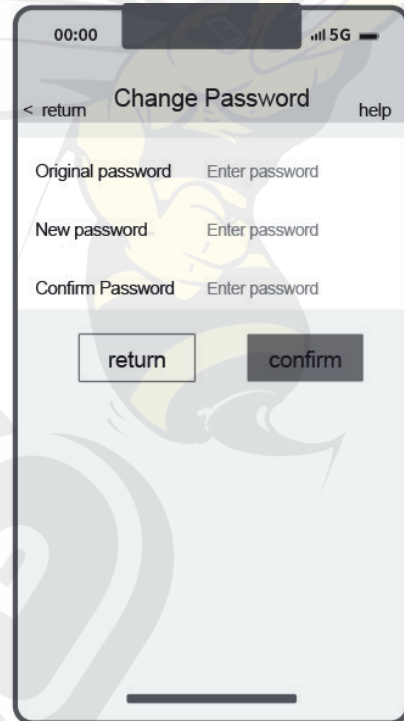 00:00 5G
< return Change Password help
Original password Enter password
New password Enter password
Confirm Password Enter password
return confirm